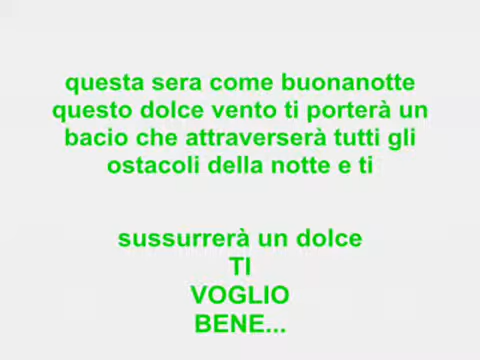 questa sera come buonanotte
questo dolce vento ti porterà un
bacio che attraverserà tutti gli
ostacoli della notte e ti
sussurrerà un dolce
TI
VOGLIO
BENE...